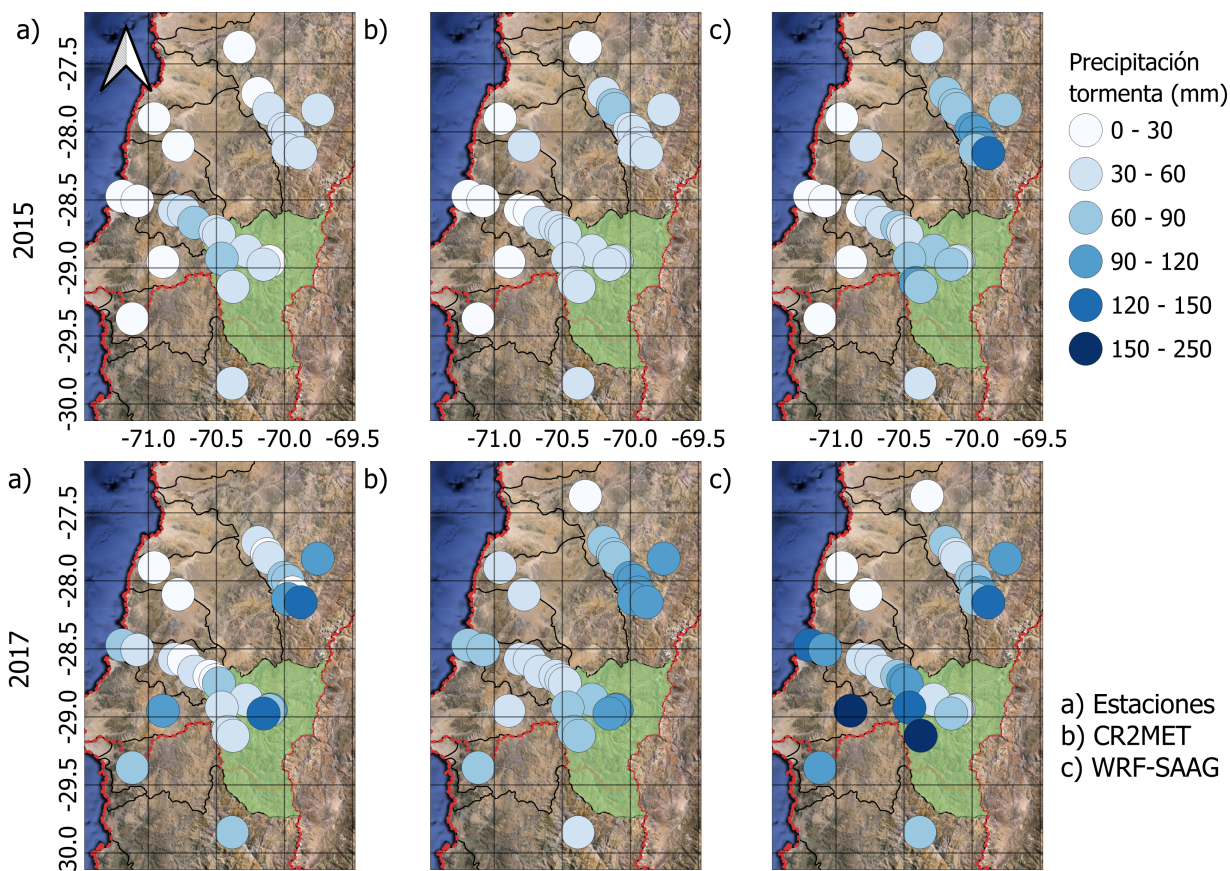 a)
b)
c)
-27.5
-28.0
-28.5
-29.0
-29.5
-30.0
2015
-71.0 -70.5 -70.0 -69.5
-71.0 -70.5 -70.0 -69.5
-71.0 -70.5 -70.0 -69.5
Precipitación
tormenta (mm)
0 - 30
30 - 60
60 - 90
90 - 120
120 - 150
150 - 250
a)
b)
c)
-27.5
-28.0
-28.5
-29.0
-29.5
-30.0
2017
a) Estaciones
b) CR2MET
c) WRF-SAAG